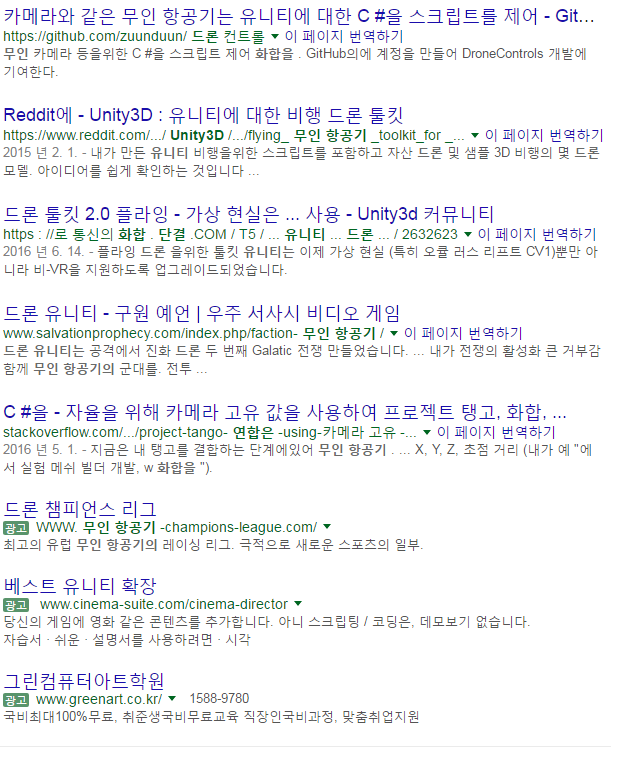 카메라와 같은 무인 항공기는 유니티에 대한 C #을 스크립트를 제어 - Git...
https://github.com/zuunduun/ 드론 컨트롤 ▼ 이 페이지 번역하기
무인 카메라 등을위한 C #을 스크립트 제어 화합을 . GitHub의에 계정을 만들어 DroneControls 개발에
기여한다.
Reddit에 - Unity3D : 유니티에 대한 비행 드론 툴킷
https://www.reddit.com/.../ Unity3D /.../flying_ 무인 항공기 _toolkit_for _... ▼ 이 페이지 번역하기
2015 년 2. 1. - 내가 만든 유니티 비행을위한 스크립트를 포함하고 자산 드론 및 샘플 3D 비행의 몇 드론
모델. 아이디어를 쉽게 확인하는 것입니다 ...
드론 툴킷 2.0 플라잉 - 가상 현실은 ... 사용 - Unity3d 커뮤니티
https : //로 통신의 화합 . 단결 .COM / T5 / ... 유니티 ... 드론 ... / 2632623 ▼ 이 페이지 번역하기
2016 년 6. 14. - 플라잉 드론 을위한 툴킷 유니티는 이제 가상 현실 (특히 오큘 러스 리프트 CV1)뿐만 아
니라 비-VR을 지원하도록 업그레이드되었습니다.
드론 유니티 - 구원 예언 | 우주 서사시 비디오 게임
www.salvationprophecy.com/index.php/faction- 무인 항공기 / ▼ 이 페이지 번역하기
드론 유니티는 공격에서 진화 드론 두 번째 Galatic 전쟁 만들었습니다. ... 내가 전쟁의 활성화 큰 거부감
함께 무인 항공기의 군대를. 전투 ...
C #을 - 자율을 위해 카메라 고유 값을 사용하여 프로젝트 탱고, 화합, ...
stackoverflow.com/.../project-tango- 연합은 -using-카메라 고유 -... ▼ 이 페이지 번역하기
2016 년 5. 1. - 지금은 내 탱고를 결합하는 단계에있어 무인 항공기 . ... X, Y, Z, 초점 거리 (내가 예 "에
서 실험 메쉬 빌더 개발, w 화합을 ").
드론 챔피언스 리그
광고 WWW. 무인 항공기 -champions-league.com/ ▼
최고의 유럽 무인 항공기의 레이싱 리그. 극적으로 새로운 스포츠의 일부.
베스트 유니티 확장
광고 www.cinema-suite.com/cinema-director ▼
당신의 게임에 영화 같은 콘텐츠를 추가합니다. 아니 스크립팅 / 코딩은, 데모보기 없습니다.
자습서 · 쉬운 · 설명서를 사용하려면 · 시각
그린컴퓨터아트학원
광고 www.greenart.co.kr/ ▼ 1588-9780
국비최대100%무료, 취준생국비무료교육 직장인국비과정, 맞춤취업지원